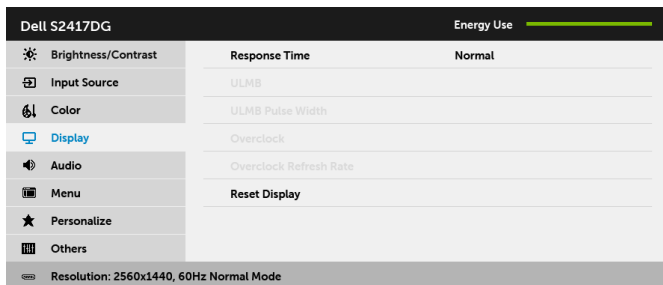 Dell S2417DG Energy Use
Brightness/Contrast Response Time Normal
Input Source ULMB
Color ULMB Pulse Width
Display Overclock
Audio Overclock Refresh Rate
Menu Reset Display
Personalize
Others
Resolution: 2560x1440, 60Hz Normal Mode